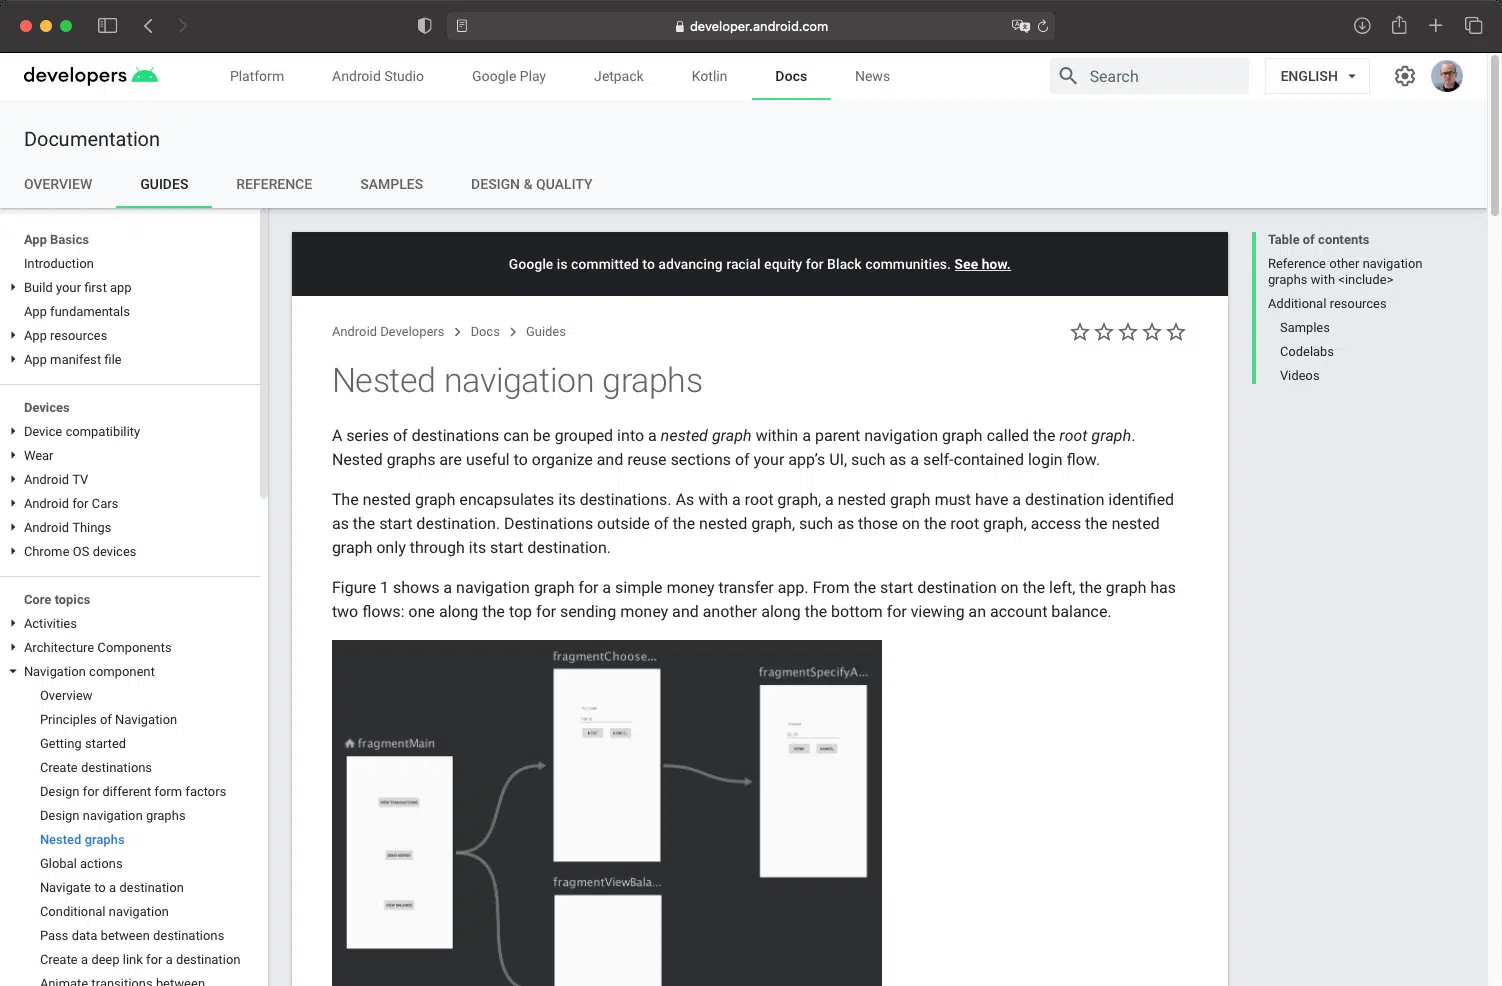 developer.android.com
developers
Platform
Android Studio
Google Play
Jetpack
Kotlin
Docs
News
Search
ENGLISH
Documentation
OVERVIEW
GUIDES
REFERENCE
SAMPLES
DESIGN & QUALITY
App Basics
Introduction
Build your first app
App fundamentals
App resources
App manifest file
Devices
Device compatibility
Wear
Android TV
Android for Cars
Android Things
Chrome OS devices
Core topics
Activities
Architecture Components
Navigation component
Overview
Principles of Navigation
Getting started
Create destinations
Design for different form factors
Design navigation graphs
Nested graphs
Global actions
Navigate to a destination
Conditional navigation
Pass data between destinations
Create a deep link for a destination
Animate transitions between
Google is committed to advancing racial equity for Black communities. See how.
Android Developers > Docs > Guides
Nested navigation graphs
A series of destinations can be grouped into a nested graph within a parent navigation graph called the root graph.
Nested graphs are useful to organize and reuse sections of your app’s UI, such as a self-contained login flow.
The nested graph encapsulates its destinations. As with a root graph, a nested graph must have a destination identified
as the start destination. Destinations outside of the nested graph, such as those on the root graph, access the nested
graph only through its start destination.
Figure 1 shows a navigation graph for a simple money transfer app. From the start destination on the left, the graph has
two flows: one along the top for sending money and another along the bottom for viewing an account balance.
fragmentMain
fragmentChoose...
fragmentSpecifyA...
fragmentViewBala...
Table of contents
Reference other navigation
graphs with <include>
Additional resources
Samples
Codelabs
Videos